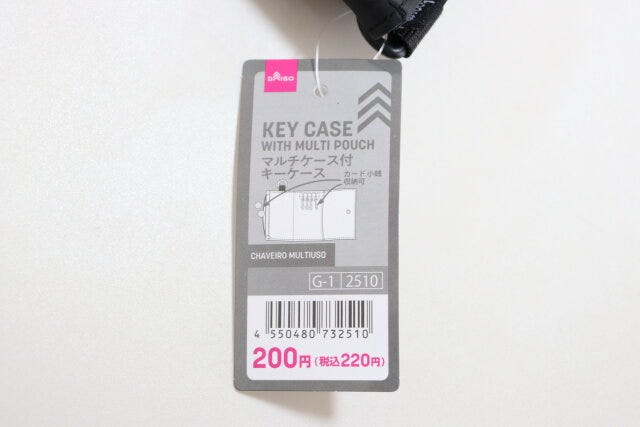 DAISO
KEY CASE
WITH MULTI POUCH
マルチケース付
キーケース
カード小銭
収納可
CHAVEIRO MULTIUSO
G-1 2510
4 550480 732510
200円(税込220円)